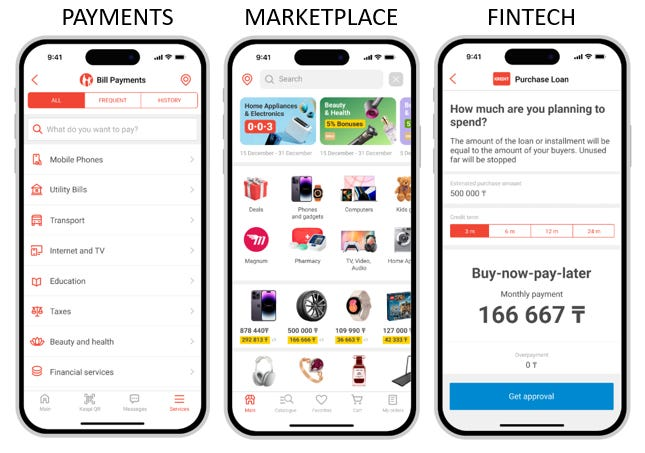 PAYMENTS
MARKETPLACE
FINTECH
9:41
Bill Payments
ALL
FREQUENT
HISTORY
What do you want to pay?
Mobile Phones
Utility Bills
Transport
Internet and TV
Education
Taxes
Beauty and health
Financial services
Main
Kaspi QR
Messages
Services
9:41
Search
Home Appliances
& Electronics
0·0·3
15 December - 31 December
Beauty
& Health
5% Bonuses
15 December - 31 December
5 Dece
Deals
Phones
and gadgets
Computers
Kids g
Magnum
Pharmacy
TV, Video,
Audio
Home Ap
878 440₸
292 813 ₸ x3
500 000 ₸
166 666 ₸ x3
109 990 ₸
36 663 ₸ x3
127 000
42 333 ₸
Main
Catalogue
Favorites
Cart
My orders
9:41
KREDIT
Purchase Loan
How much are you planning to
spend?
The amount of the loan or installment will be
equal to the amount of your buyers. Unused
far will be stopped
Estimated purchase amount
500 000 ₸
Credit term
3 m
6 m
12 m
24 m
Buy-now-pay-later
Monthly payment
166 667 ₸
Overpayment
0 ₸
Get approval